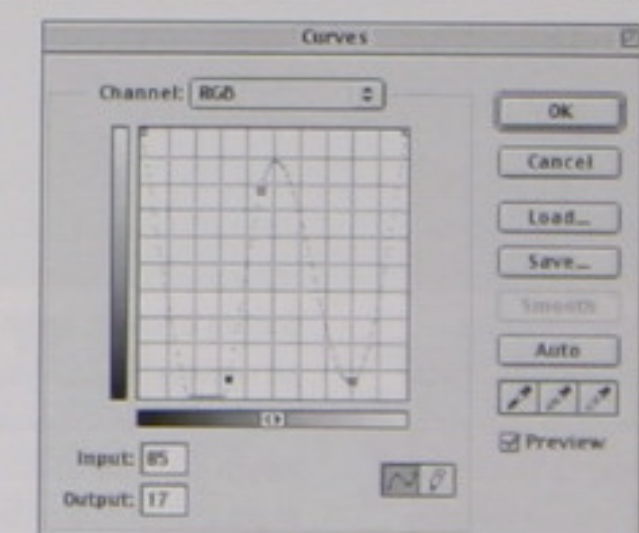 Curves
Channel: RGB
OK
Cancel
Load...
Save...
Smooth
Auto
Preview
Input: 85
Output: 17